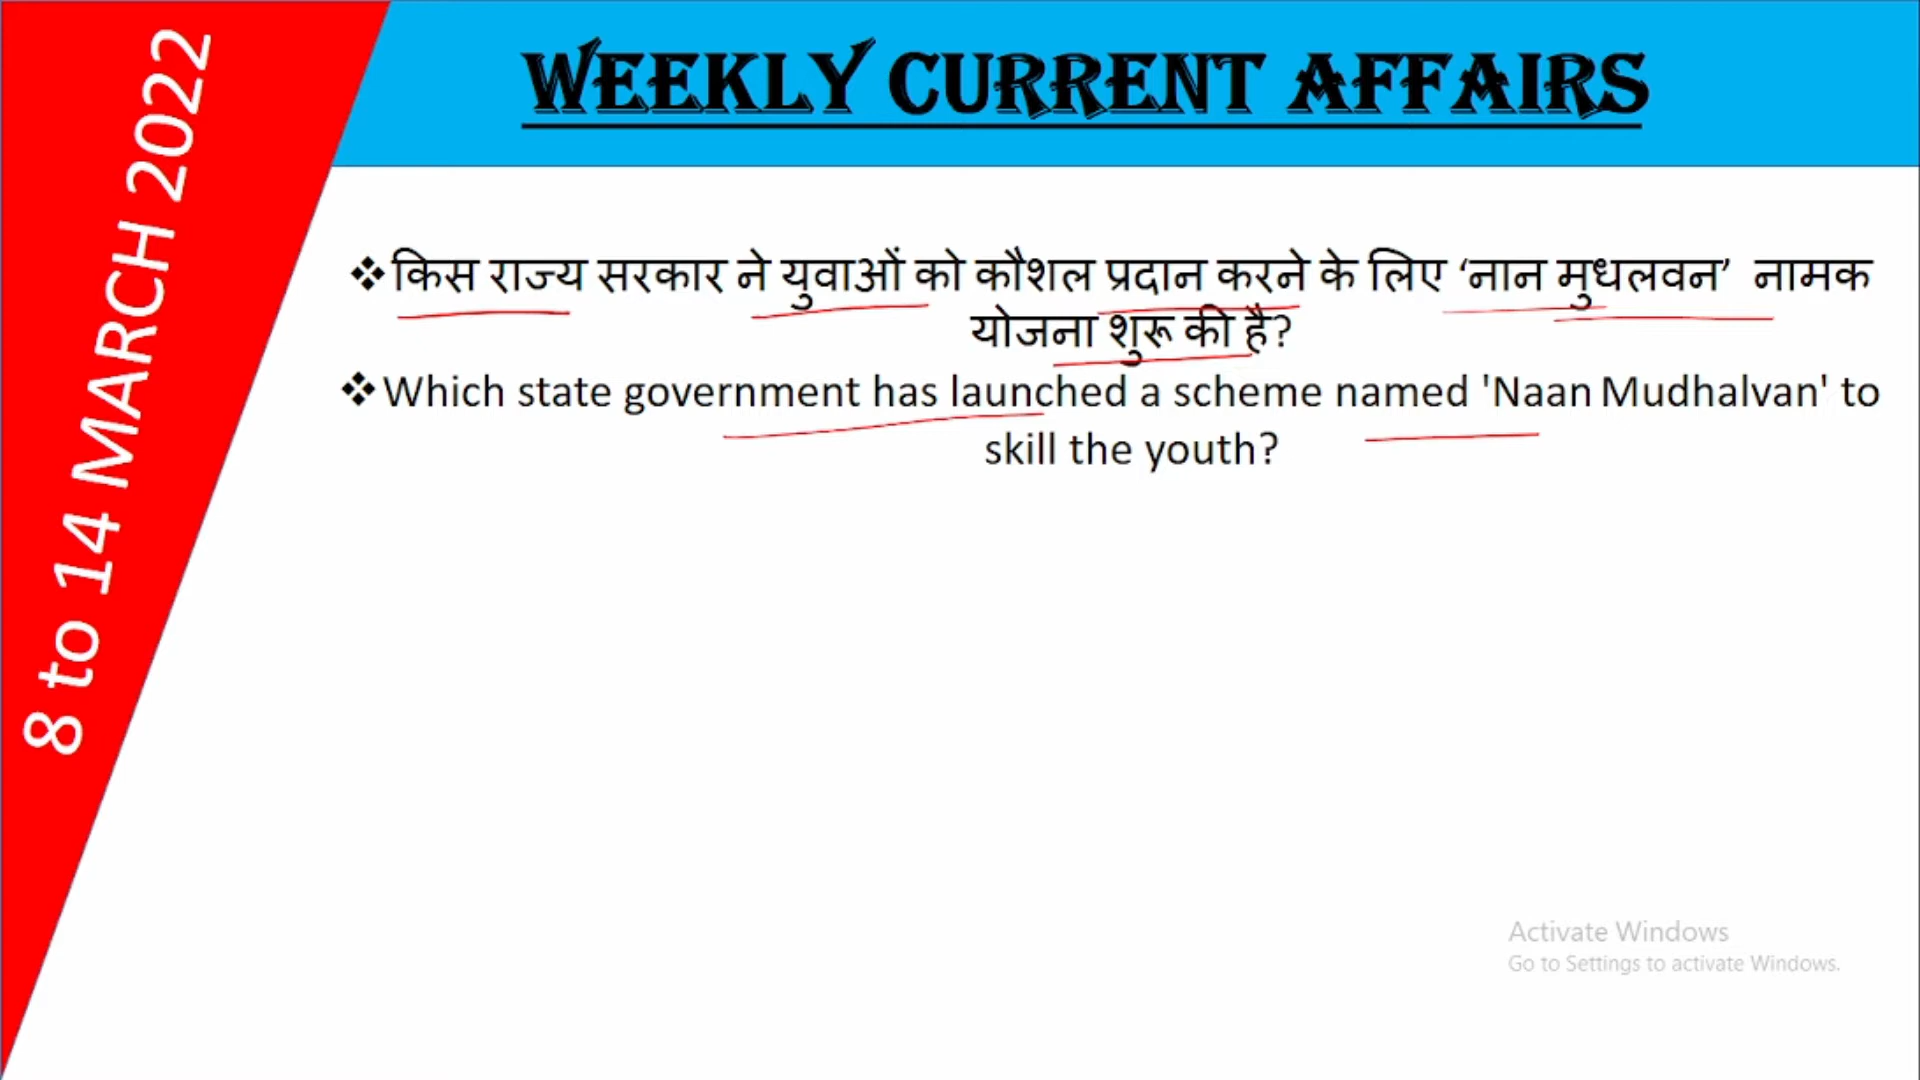 8 to 14 MARCH 2022
WEEKLY CURRENT AFFAIRS
❖किस राज्य सरकार ने युवाओं को कौशल प्रदान करने के लिए ‘नान मुधलवन’ नामक
योजना शुरू की है?
❖Which state government has launched a scheme named 'Naan Mudhalvan' to
skill the youth?
Activate Windows
Go to Settings to activate Windows.